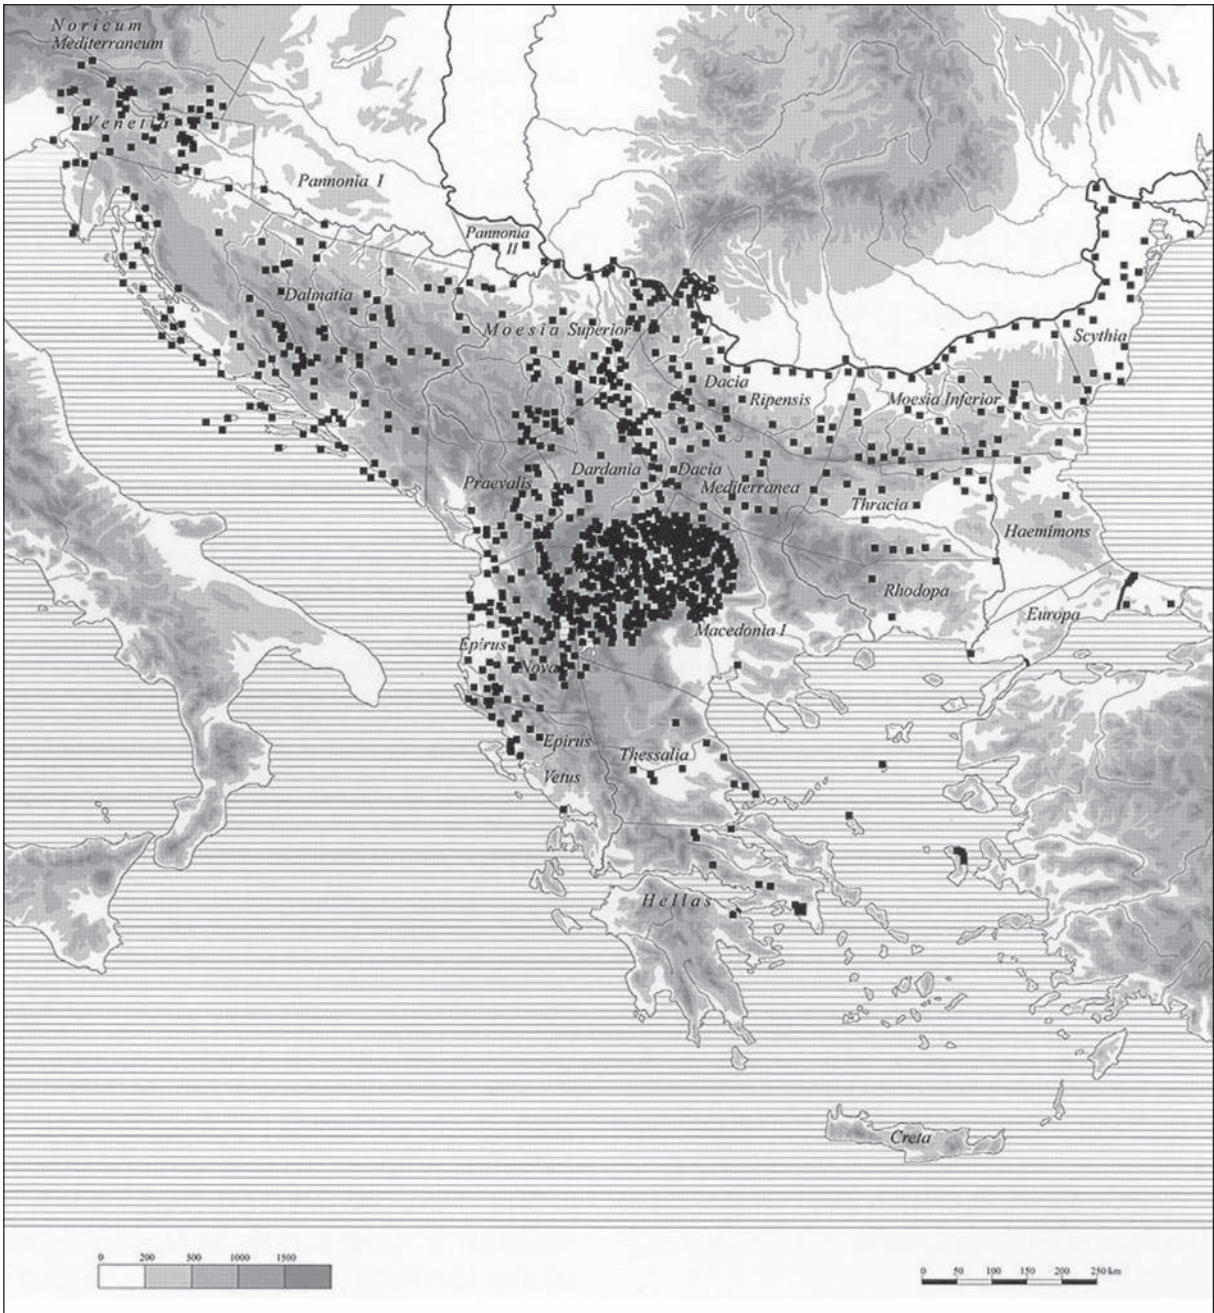 Noricum
Mediterraneum
Venetia
Pannonia I
Pannonia
II
Dalmatia
Moesia Superior
Scythia
Dacia
Ripensis
Moesia Inferior
Praevalis
Dardania
Dacia
Mediterranea
Thracia
Haemimons
Rhodopa
Europa
Macedonia I
Epirus
Nova
Epirus
Vetus
Thessalia
Hellas
Creta
0 200 500 1000 1500
0 50 100 150 200 250 km